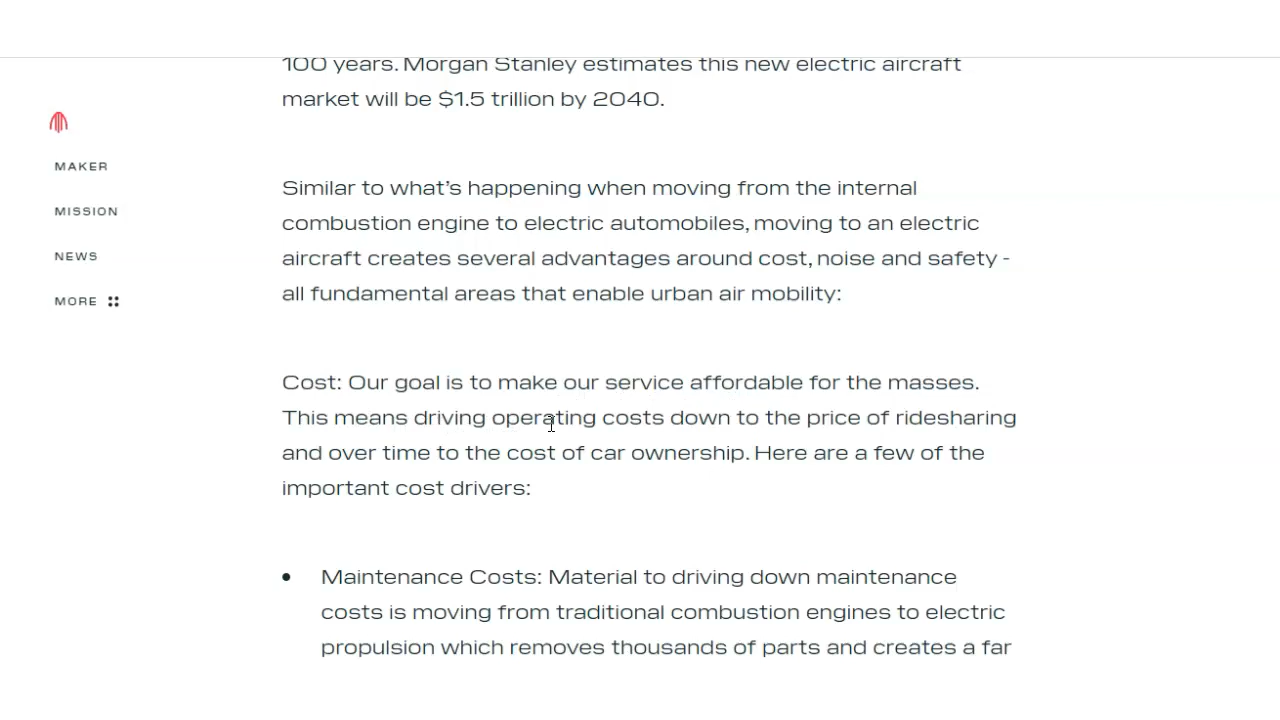 100 years. Morgan Stanley estimates this new electric aircraft
market will be $1.5 trillion by 2040.
MAKER
MISSION
NEWS
MORE
Similar to what's happening when moving from the internal
combustion engine to electric automobiles, moving to an electric
aircraft creates several advantages around cost, noise and safety -
all fundamental areas that enable urban air mobility:
Cost: Our goal is to make our service affordable for the masses.
This means driving operating costs down to the price of ridesharing
and over time to the cost of car ownership. Here are a few of the
important cost drivers:
• Maintenance Costs: Material to driving down maintenance
costs is moving from traditional combustion engines to electric
propulsion which removes thousands of parts and creates a far